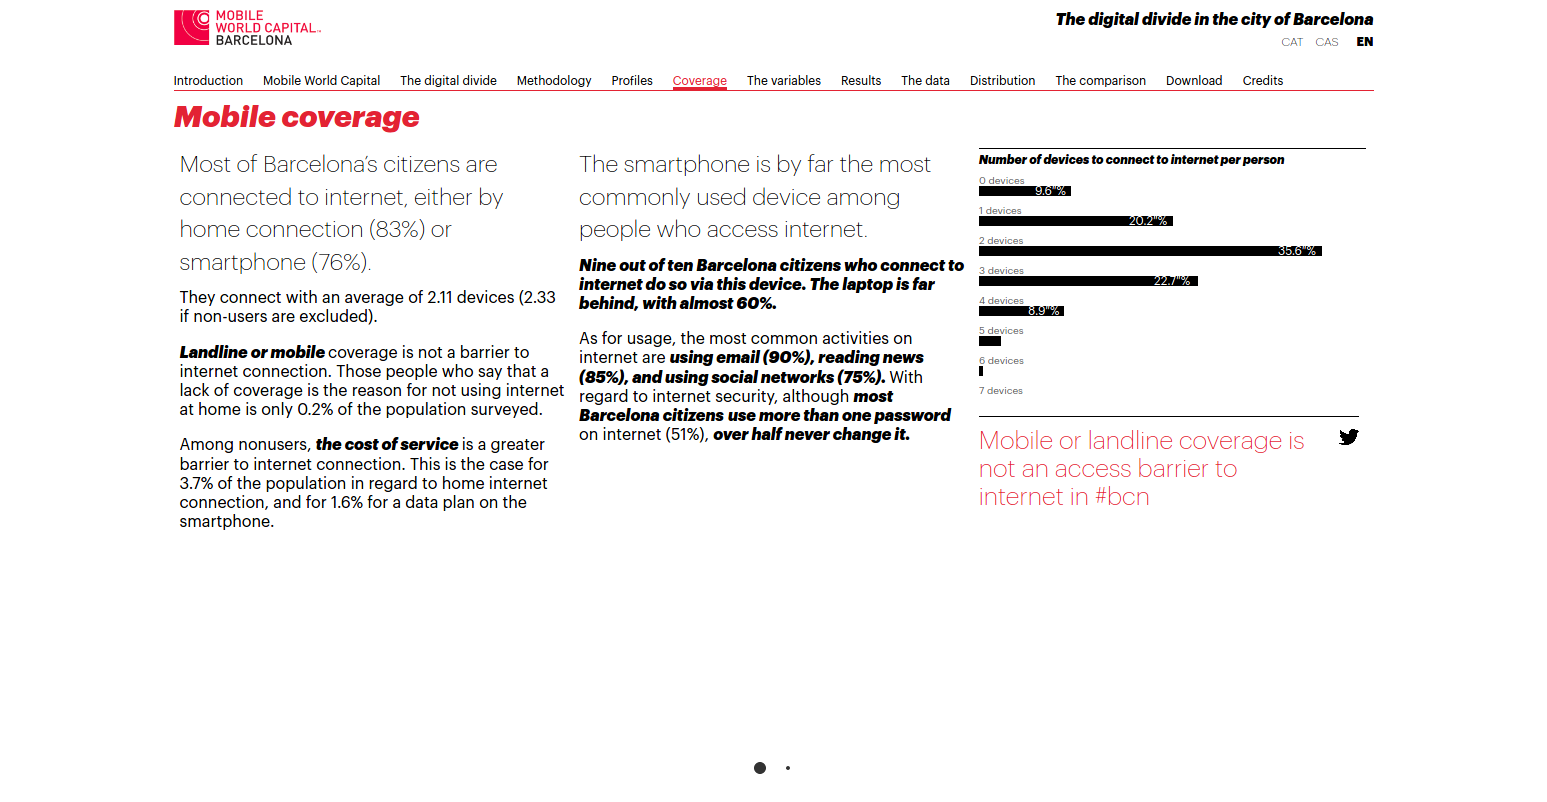 MOBILE
WORLD CAPITAL™
BARCELONA
The digital divide in the city of Barcelona
CAT CAS EN
Introduction Mobile World Capital The digital divide Methodology Profiles Coverage The variables Results The data Distribution The comparison Download Credits
Mobile coverage
Most of Barcelona's citizens are
connected to internet, either by
home connection (83%) or
smartphone (76%).
They connect with an average of 2.11 devices (2.33
if non-users are excluded).
Landline or mobile coverage is not a barrier to
internet connection. Those people who say that a
lack of coverage is the reason for not using internet
at home is only 0.2% of the population surveyed.
Among nonusers, the cost of service is a greater
barrier to internet connection. This is the case for
3.7% of the population in regard to home internet
connection, and for 1.6% for a data plan on the
smartphone.
The smartphone is by far the most
commonly used device among
people who access internet.
Nine out of ten Barcelona citizens who connect to
internet do so via this device. The laptop is far
behind, with almost 60%.
As for usage, the most common activities on
internet are using email (90%), reading news
(85%), and using social networks (75%). With
regard to internet security, although most
Barcelona citizens use more than one password
on internet (51%), over half never change it.
Number of devices to connect to internet per person
0 devices
9.6"%
1 devices
20.2"%
2 devices
35.6"%
3 devices
22.7"%
4 devices
8.9"%
5 devices
6 devices
7 devices
Mobile or landline coverage is
not an access barrier to
internet in #bcn